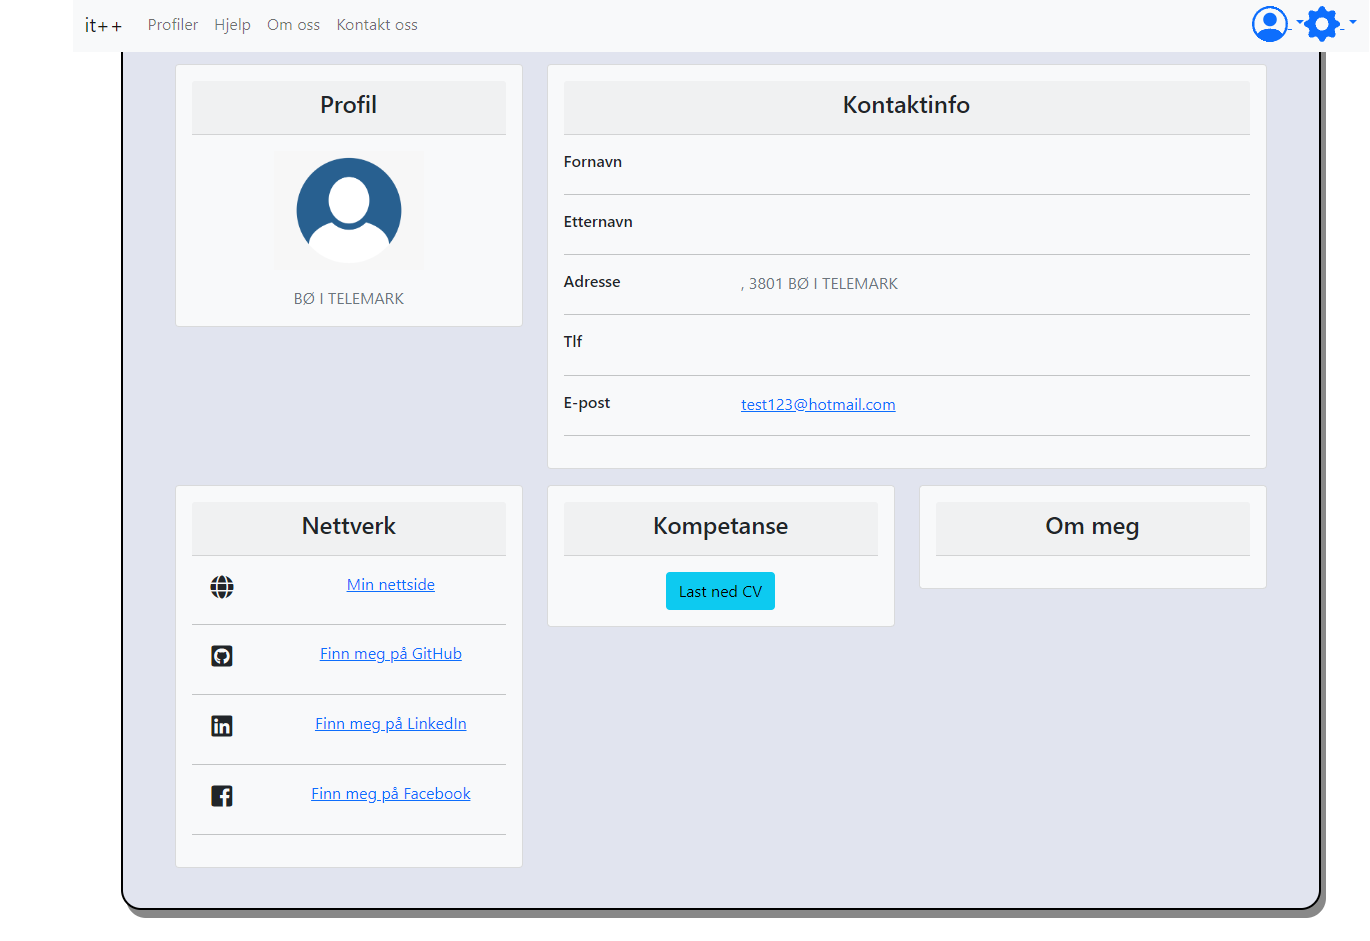 it++ Profiler Hjelp Om oss Kontakt oss
Profil
BØ I TELEMARK
Kontaktinfo
Fornavn
Etternavn
Adresse , 3801 BØ I TELEMARK
Tlf
E-post test123@hotmail.com
Nettverk
Min nettside
Finn meg på GitHub
Finn meg på LinkedIn
Finn meg på Facebook
Kompetanse
Last ned CV
Om meg